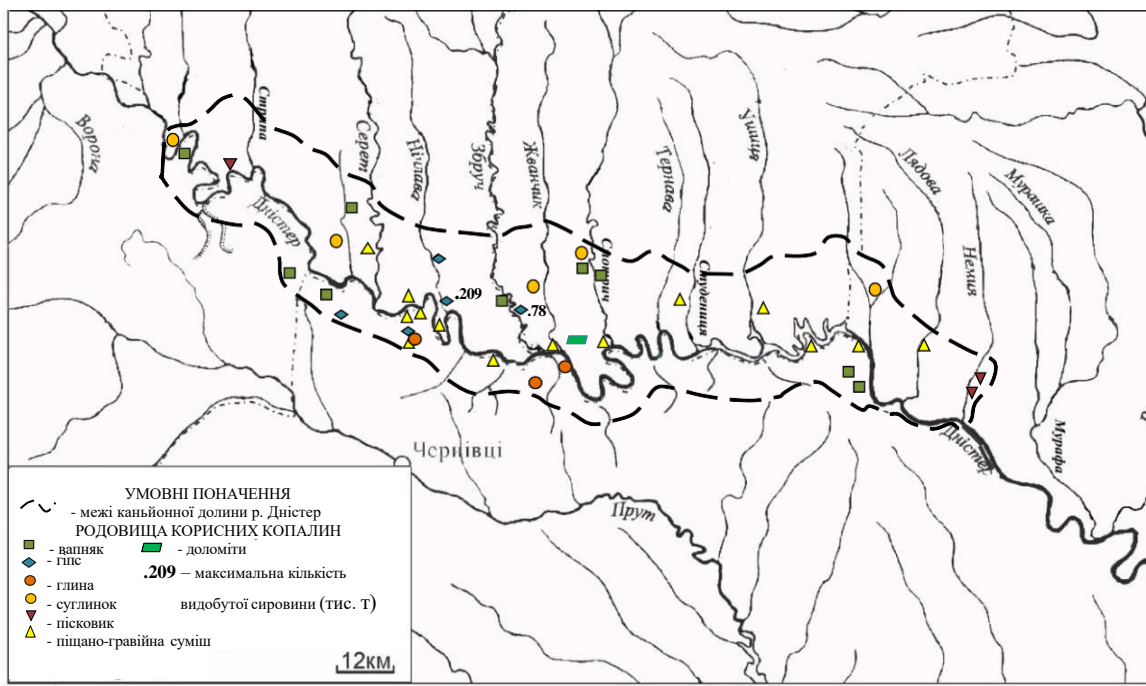 Ворона
Стрипа
Серет
Нічлава
Збруч
Жванчик
Смотрич
Тернава
Студениця
Ушиця
Лядова
Мурашка
Немия
Дністер
.209
.78
Чернівці
Дністер
Мурафа
Прут
УМОВНІ ПОНАЧЕННЯ
- межі каньйонної долини р. Дністер
РОДОВИЩА КОРИСНИХ КОПАЛИН
- вапняк - доломіти
- гіпс
.209 – максимальна кількість
- глина
- суглинок видобутої сировини (тис. т)
- пісковик
- піщано-гравійна суміш
12км